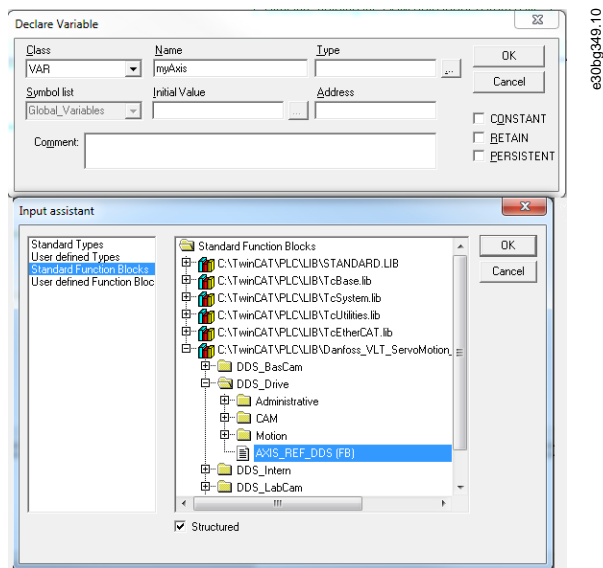 Declare Variable
Class
Name
Type
VAR
myAxis
...
OK
Cancel
Symbol list
Initial Value
Address
Global_Variables
...
CONSTANT
RETAIN
PERSISTENT
Comment:
e30bg349.10
Input assistant
Standard Types
User defined Types
Standard Function Blocks
User defined Function Bloc
Standard Function Blocks
C:\TwinCAT\PLC\LIB\STANDARD.LIB
C:\TwinCAT\PLC\LIB\TcBase.lib
C:\TwinCAT\PLC\LIB\TcSystem.lib
C:\TwinCAT\PLC\LIB\TcUtilities.lib
C:\TwinCAT\PLC\LIB\TcEtherCAT.lib
C:\TwinCAT\PLC\LIB\Danfoss_VLT_ServoMotion_
DDS_BasCam
DDS_Drive
Administrative
CAM
Motion
AXIS_REF_DDS (FB)
DDS_Intern
DDS_LabCam
OK
Cancel
Structured